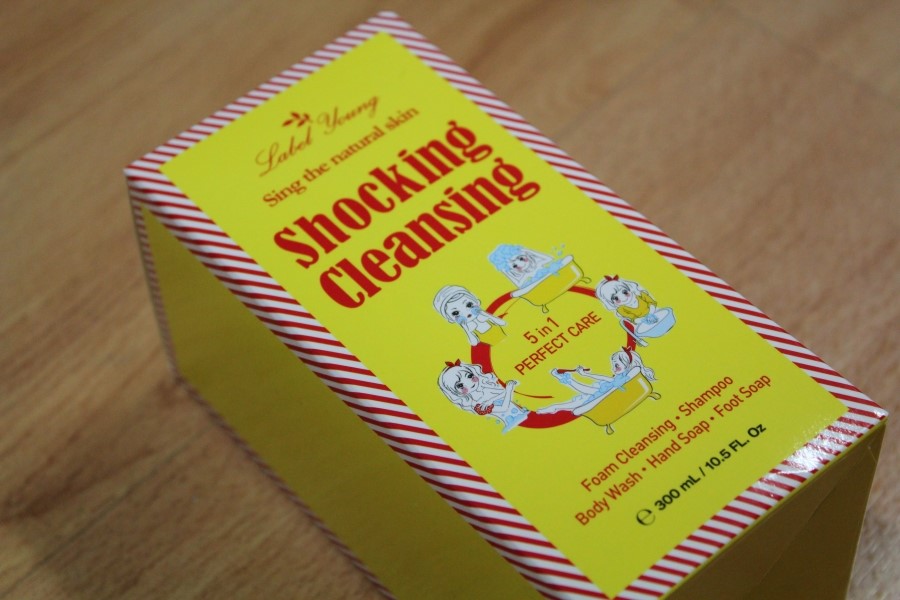 Label Young
Sing the natural skin
Shocking
Cleansing
5 in 1
PERFECT CARE
Foam Cleansing • Shampoo
Body Wash • Hand Soap • Foot Soap
℮ 300 mL / 10.5 FL. Oz